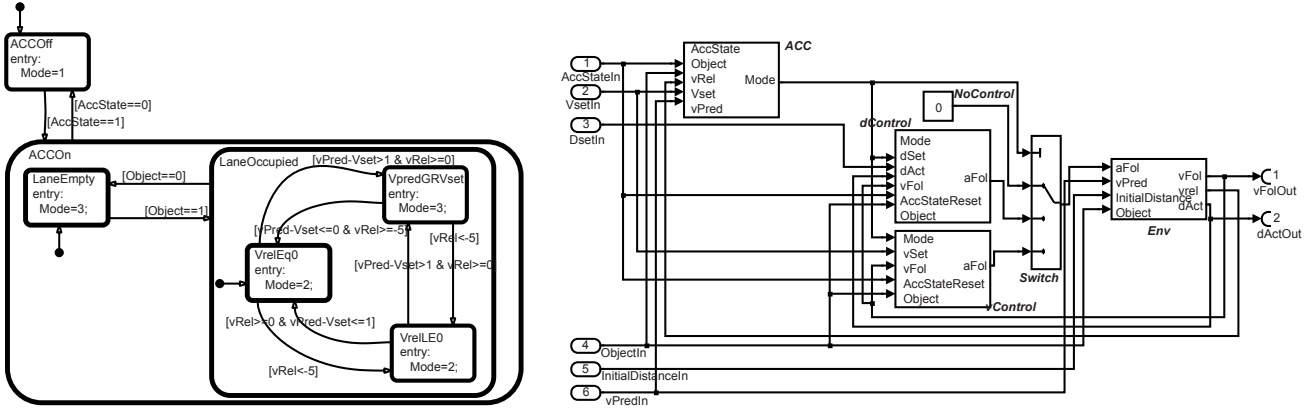 ACCOff
entry:
Mode=1
[AccState==0]
[AccState==1]
ACCOn
LaneEmpty
entry:
Mode=3;
[Object==0]
[Object==1]
LaneOccupied
[vPred-Vset>1 & vRel>=0]
VpredGRVset
entry:
Mode=3;
[vPred-Vset<=0 & vRel>=-5]
[vRel<-5]
VrelEq0
entry:
Mode=2;
[vPred-Vset>1 & vRel>=0
[vRel>=0 & vPred-Vset<=1]
VrelLE0
entry:
Mode=2;
[vRel<-5]
1
AccStateIn
2
VsetIn
3
DsetIn
4
ObjectIn
5
InitialDistanceIn
6
vPredIn
ACC
AccState
Object
vRel
Vset
vPred
Mode
NoControl
0
dControl
Mode
dSet
dAct
vFol
AccStateReset
Object
aFol
Mode
vSet
vFol
AccStateReset
Object
aFol
vControl
Switch
aFol
vPred
InitialDistance
Object
vFol
vrel
dAct
Env
1
vFolOut
2
dActOut